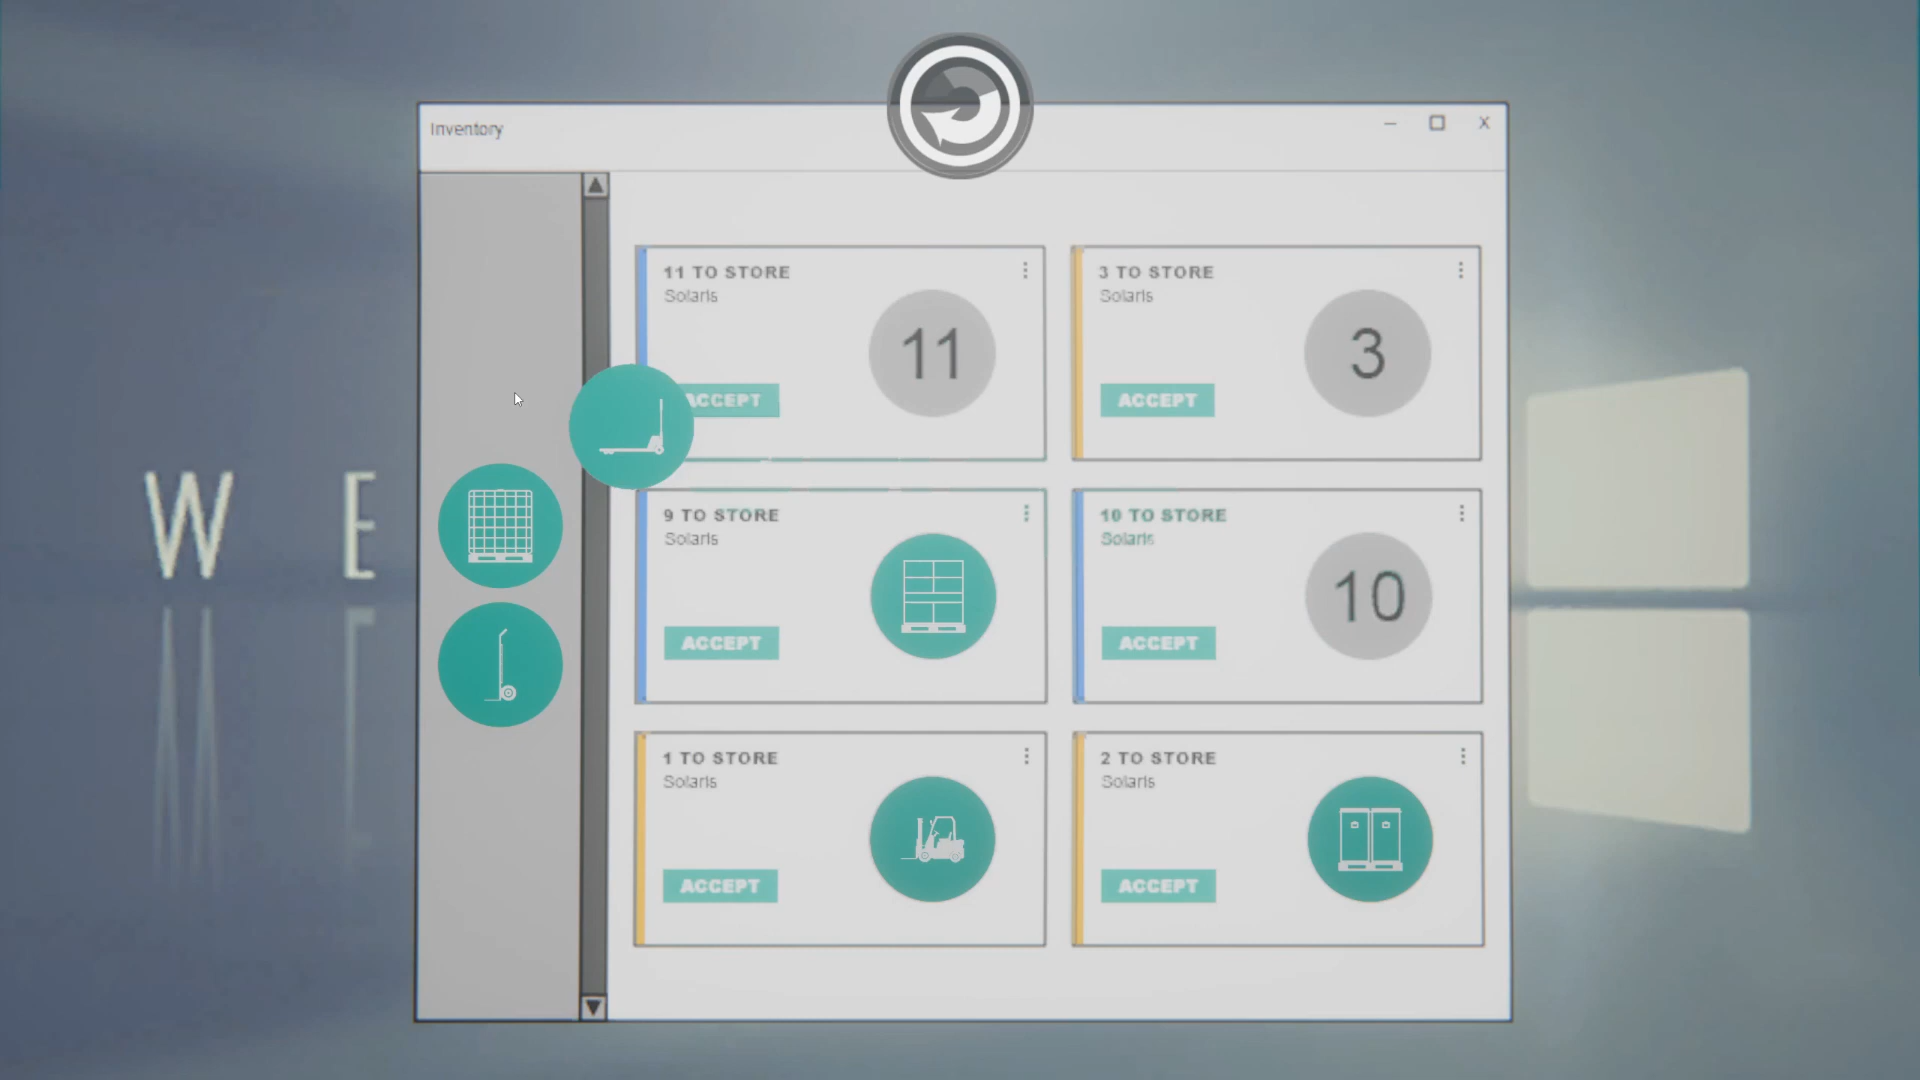 Inventory
X
11 TO STORE
Solaris
11
ACCEPT
3 TO STORE
Solaris
3
ACCEPT
9 TO STORE
Solaris
ACCEPT
10 TO STORE
Solaris
10
ACCEPT
1 TO STORE
Solaris
ACCEPT
2 TO STORE
Solaris
ACCEPT
W E